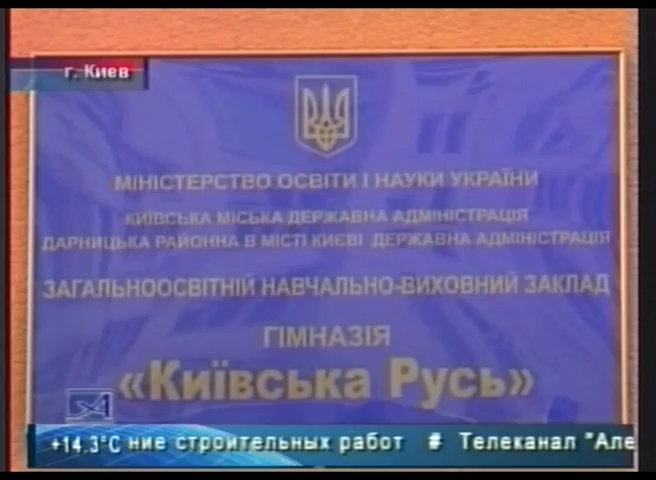 г. Киев
МІНІСТЕРСТВО ОСВІТИ І НАУКИ УКРАЇНИ
КИЇВСЬКА МІСЬКА ДЕРЖАВНА АДМІНІСТРАЦІЯ
ДАРНИЦЬКА РАЙОННА В МІСТІ КИЄВІ ДЕРЖАВНА АДМІНІСТРАЦІЯ
ЗАГАЛЬНООСВІТНІЙ НАВЧАЛЬНО-ВИХОВНИЙ ЗАКЛАД
ГІМНАЗІЯ
«Київська Русь»
+14.3°C ние строительных работ # Телеканал "Але